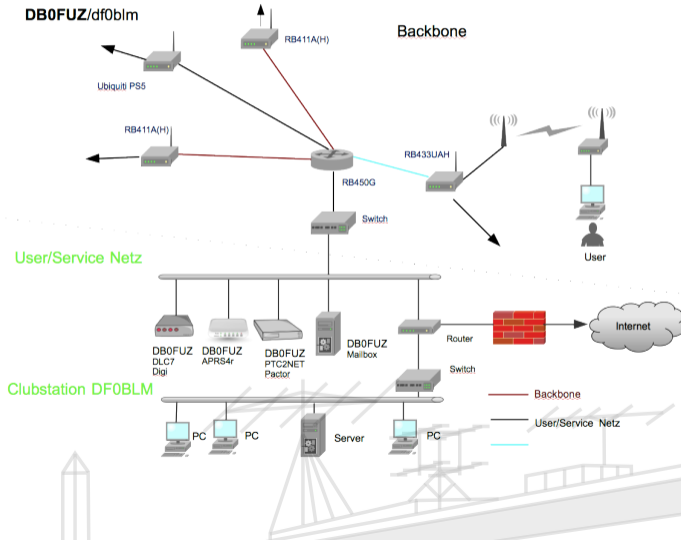 DB0FUZ/df0blm
Backbone
RB411A(H)
Ubiquiti PS5
RB411A(H)
RB433UAH
RB450G
Switch
User
User/Service Netz
DB0FUZ
DLC7
Digi
DB0FUZ
APRS4r
DB0FUZ
PTC2NET
Pactor
DB0FUZ
Mailbox
Router
Internet
Switch
Clubstation DF0BLM
Backbone
User/Service Netz
PC
PC
Server
PC